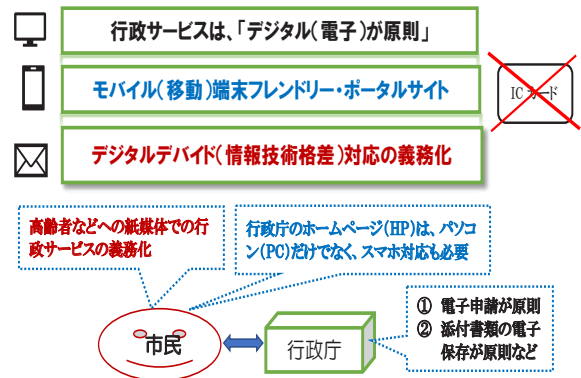 行政サービスは、「デジタル(電子)が原則」
モバイル(移動)端末フレンドリー・ポータルサイト
ICカード
デジタルデバイド(情報技術格差)対応の義務化
高齢者などへの紙媒体での行
政サービスの義務化
行政庁のホームページ(HP)は、パソコ
ン(PC)だけでなく、スマホ対応も必要
市民
行政庁
① 電子申請が原則
② 添付書類の電子
保存が原則など